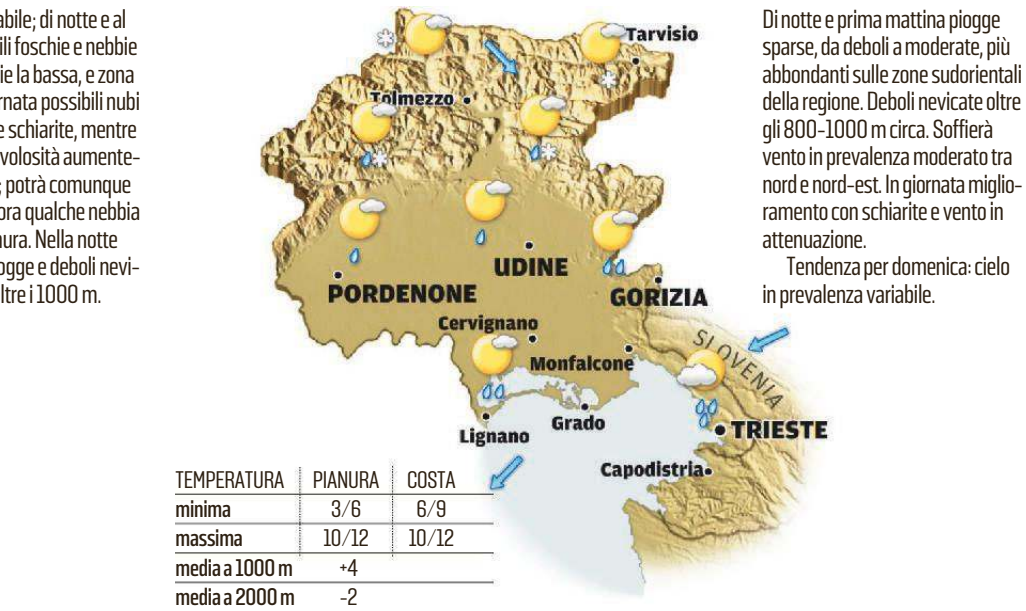 abile; di notte e al
ili foschie e nebbie
ie la bassa, e zona
rnata possibili nubi
e schiarite, mentre
volosità aumente-
; potrà comunque
ora qualche nebbia
nura. Nella notte
ogge e deboli nevi-
ltre i 1000 m.
Tarvisio
Tolmezzo
UDINE
PORDENONE
GORIZIA
Cervignano
Monfalcone
SLOVENIA
Grado
Lignano
TRIESTE
Capodistria
TEMPERATURA PIANURA COSTA
minima 3/6 6/9
massima 10/12 10/12
media a 1000 m +4
media a 2000 m -2
Di notte e prima mattina piogge
sparse, da deboli a moderate, più
abbondanti sulle zone sudorientali
della regione. Deboli nevicate oltre
gli 800-1000 m circa. Soffierà
vento in prevalenza moderato tra
nord e nord-est. In giornata miglio-
ramento con schiarite e vento in
attenuazione.
Tendenza per domenica: cielo
in prevalenza variabile.